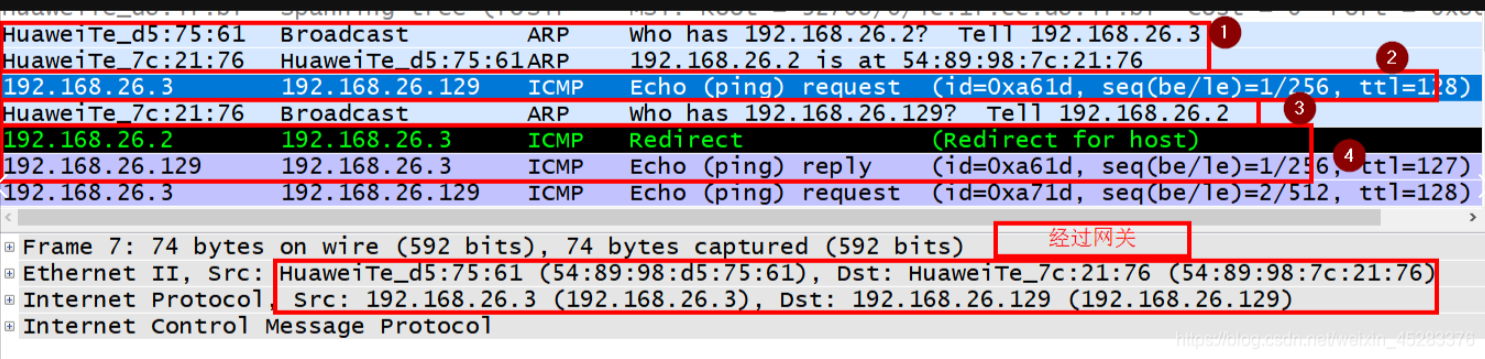 HuaweiTe_d5:75:61 Broadcast ARP Who has 192.168.26.2? Tell 192.168.26.3 1
HuaweiTe_7c:21:76 HuaweiTe_d5:75:61 ARP 192.168.26.2 is at 54:89:98:7c:21:76 2
192.168.26.3 192.168.26.129 ICMP Echo (ping) request (id=0xa61d, seq(be/le)=1/256, ttl=128)
HuaweiTe_7c:21:76 Broadcast ARP Who has 192.168.26.129? Tell 192.168.26.2 3
192.168.26.2 192.168.26.3 ICMP Redirect (Redirect for host)
192.168.26.129 192.168.26.3 ICMP Echo (ping) reply (id=0xa61d, seq(be/le)=1/256, ttl=127) 4
192.168.26.3 192.168.26.129 ICMP Echo (ping) request (id=0xa71d, seq(be/le)=2/512, ttl=128)
Frame 7: 74 bytes on wire (592 bits), 74 bytes captured (592 bits) 经过网关
Ethernet II, Src: HuaweiTe_d5:75:61 (54:89:98:d5:75:61), Dst: HuaweiTe_7c:21:76 (54:89:98:7c:21:76)
Internet Protocol, Src: 192.168.26.3 (192.168.26.3), Dst: 192.168.26.129 (192.168.26.129)
Internet Control Message Protocol
https://blog.csdn.net/weixin_45283376